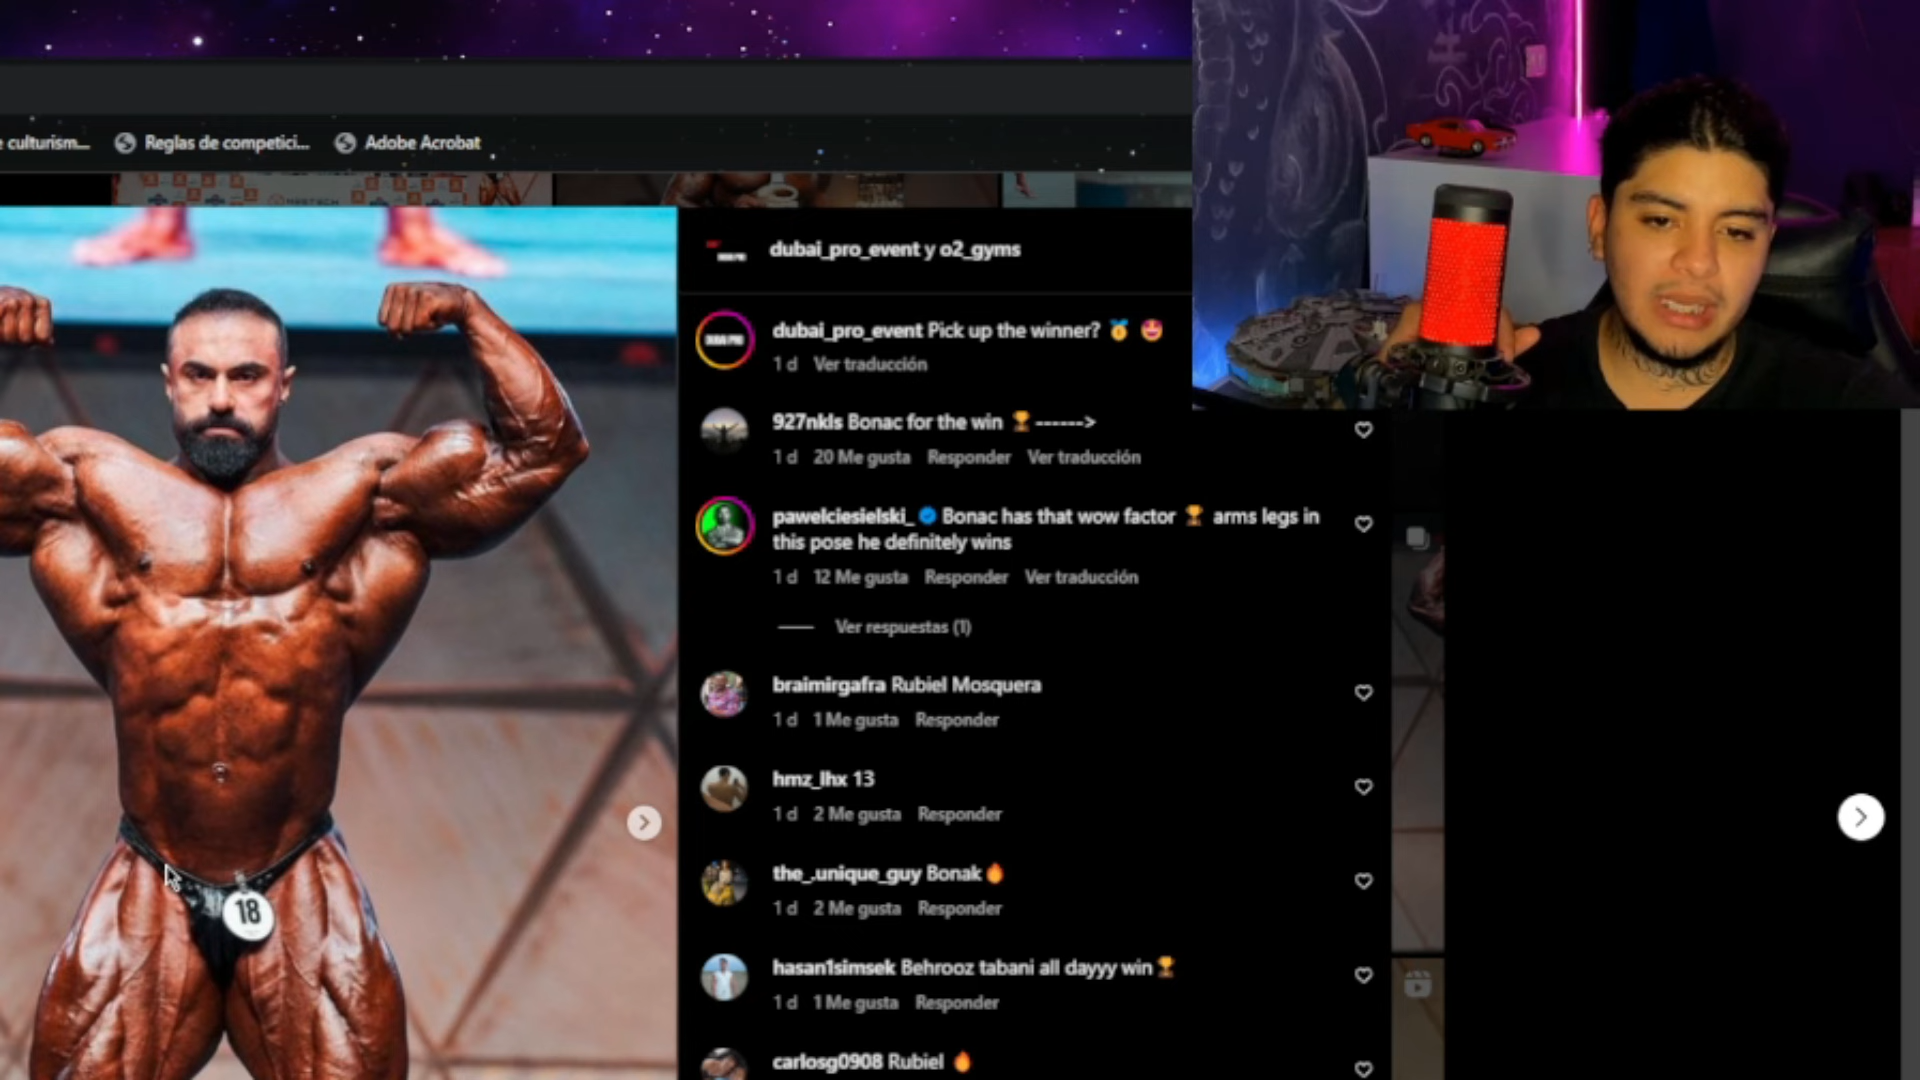 culturism...
Reglas de competici...
Adobe Acrobat
dubai_pro_event y o2_gyms
dubai_pro_event Pick up the winner? 🥇 🤩
1 d Ver traducción
927nkls Bonac for the win 🏆 ------>
1 d 20 Me gusta Responder Ver traducción
pawelciesielski_ Bonac has that wow factor 🏆 arms legs in
this pose he definitely wins
1 d 12 Me gusta Responder Ver traducción
Ver respuestas (1)
braimirgafra Rubiel Mosquera
1 d 1 Me gusta Responder
hmz_lhx 13
1 d 2 Me gusta Responder
the_.unique_guy Bonak🔥
1 d 2 Me gusta Responder
hasan1simsek Behrooz tabani all dayyy win🏆
1 d 1 Me gusta Responder
carlosg0908 Rubiel 🔥
18